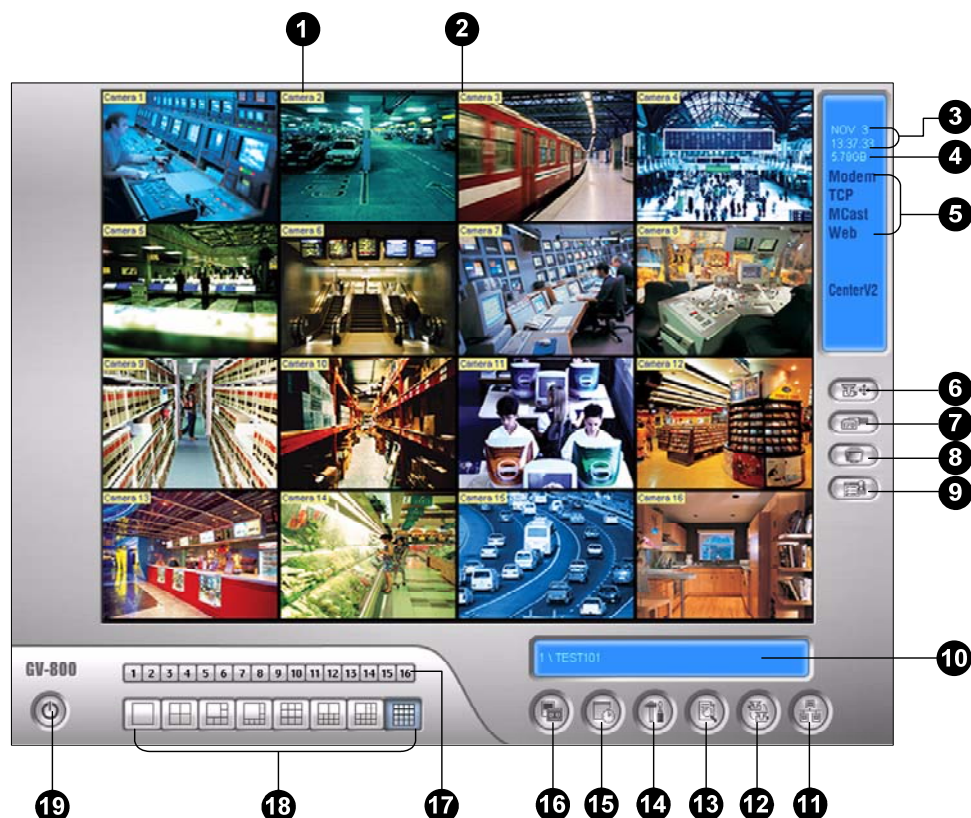 1 2
Camera 1 Camera 2 Camera 3 Camera 4
NOV 3 3
13.37.33
5.78GB 4
Modem
TCP 5
MCast
Web
Camera 5 Camera 6 Camera 7 Camera 8
CenterV2
Camera 9 Camera 10 Camera 11 Camera 12
6
7
8
9
Camera 13 Camera 14 Camera 15 Camera 16
1 \ TEST101 10
GV-800
1 2 3 4 5 6 7 8 9 10 11 12 13 14 15 16
19 18 17 16 15 14 13 12 11